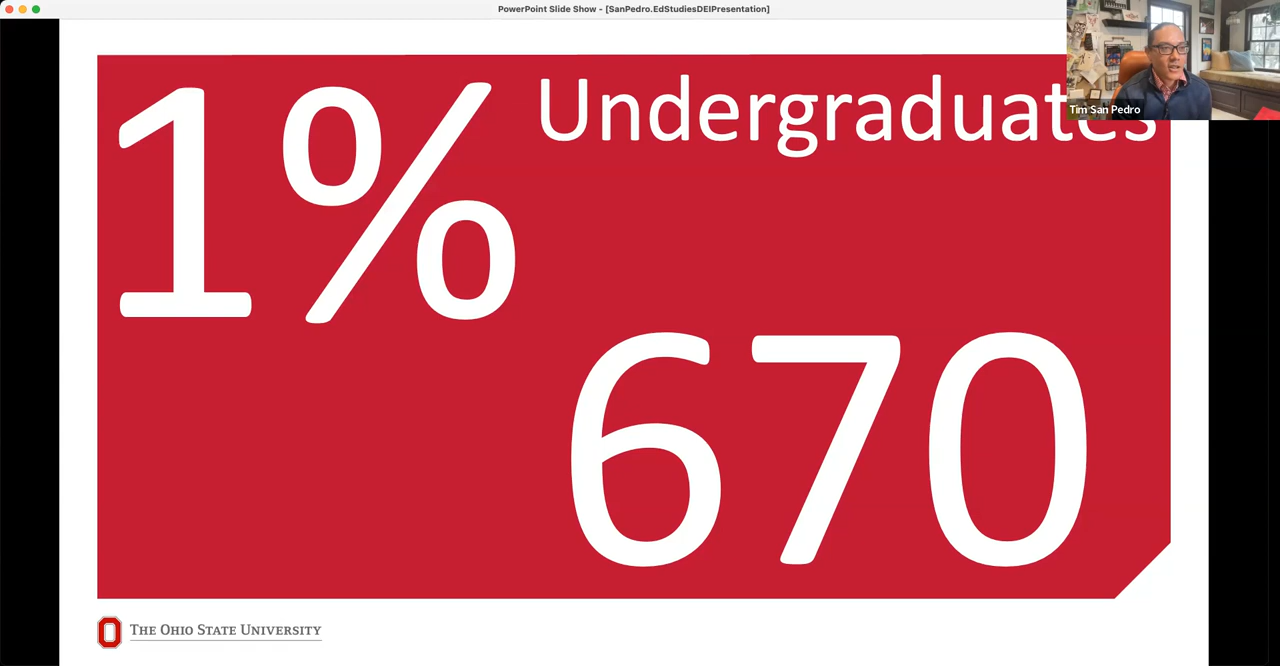 PowerPoint Slide Show - [SanPedro.EdStudiesDEIPresentation]
1%
Undergraduates
Tim San Pedro
670
THE OHIO STATE UNIVERSITY